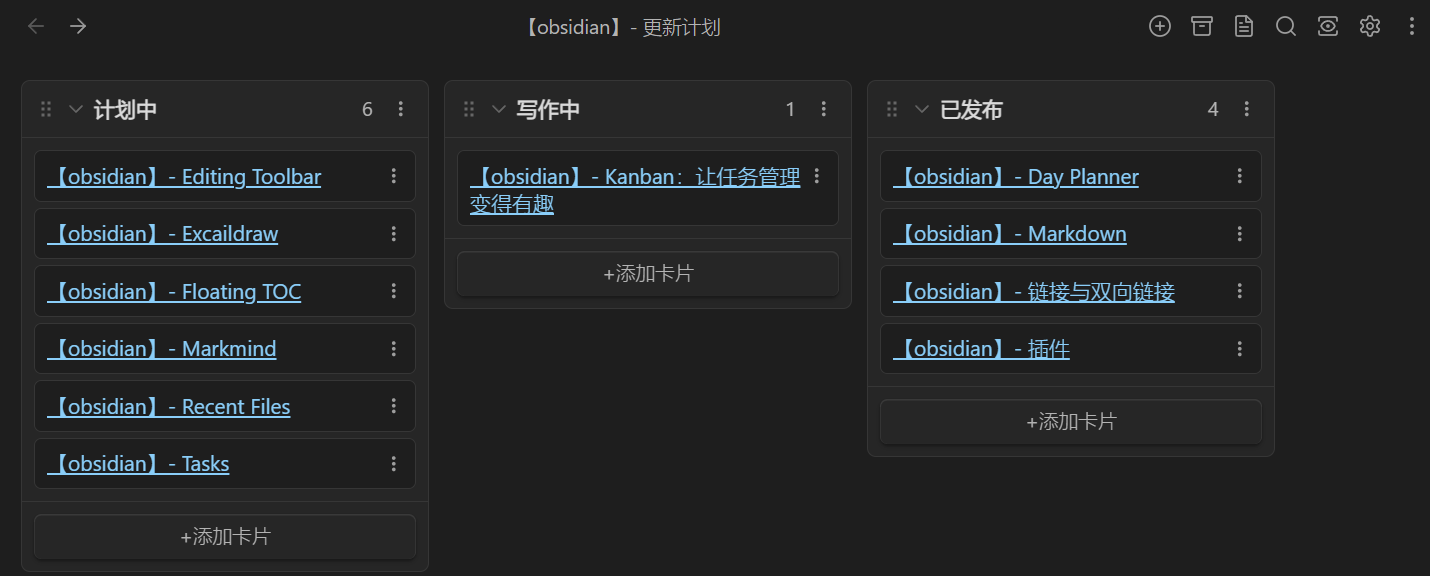 【obsidian】- 更新计划
计划中 6
【obsidian】- Editing Toolbar
【obsidian】- Excaildraw
【obsidian】- Floating TOC
【obsidian】- Markmind
【obsidian】- Recent Files
【obsidian】- Tasks
+添加卡片
写作中 1
【obsidian】- Kanban：让任务管理
变得有趣
+添加卡片
已发布 4
【obsidian】- Day Planner
【obsidian】- Markdown
【obsidian】- 链接与双向链接
【obsidian】- 插件
+添加卡片